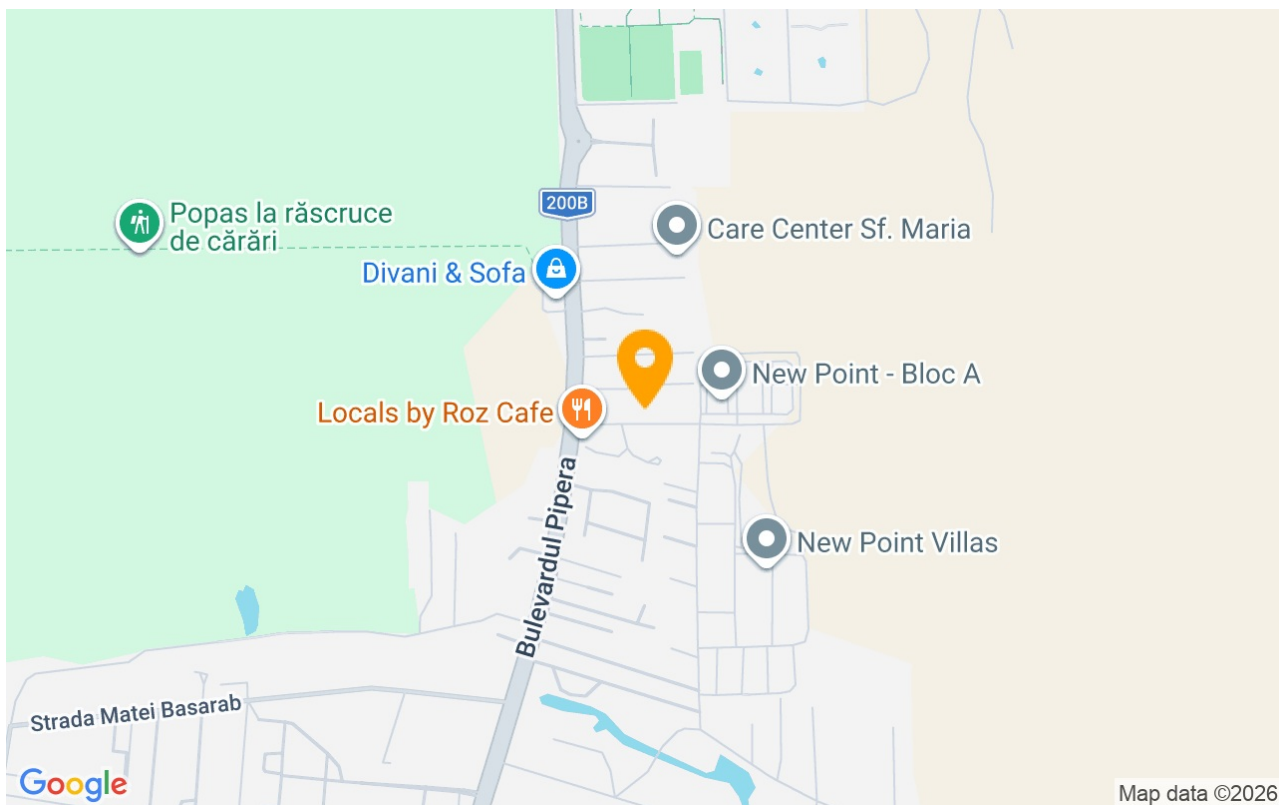 200B
Popas la răscruce
de cărări
Care Center Sf. Maria
Divani & Sofa
New Point - Bloc A
Locals by Roz Cafe
Bulevardul Pipera
New Point Villas
Strada Matei Basarab
Google
Map data ©2026